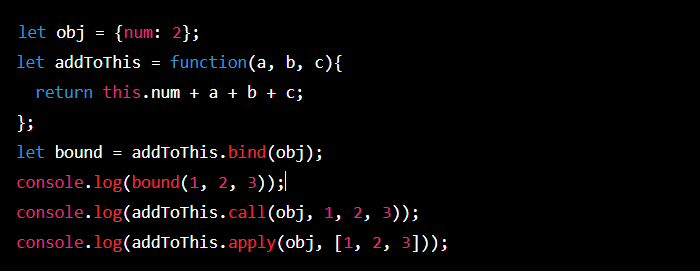 let obj = {num: 2};
let addToThis = function(a, b, c){
  return this.num + a + b + c;
};
let bound = addToThis.bind(obj);
console.log(bound(1, 2, 3));
console.log(addToThis.call(obj, 1, 2, 3));
console.log(addToThis.apply(obj, [1, 2, 3]));